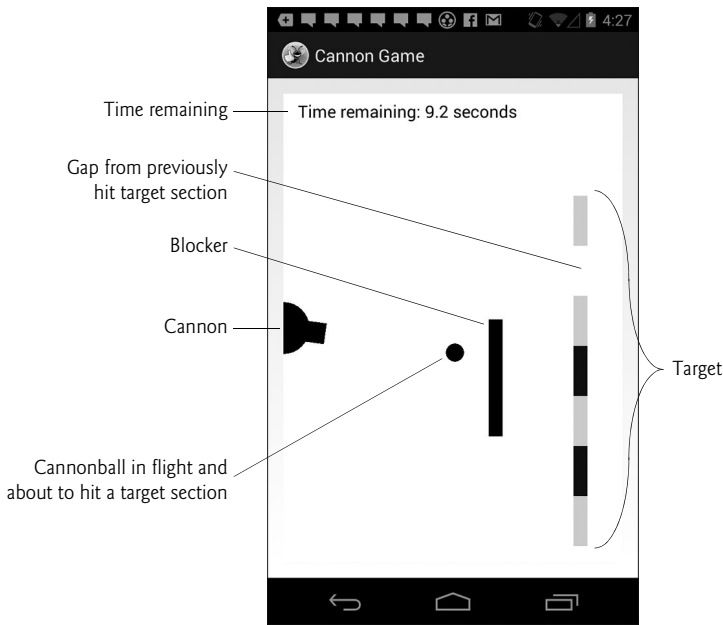 4:27
Cannon Game
Time remaining
Time remaining: 9.2 seconds
Gap from previously
hit target section
Blocker
Cannon
Target
Cannonball in flight and
about to hit a target section